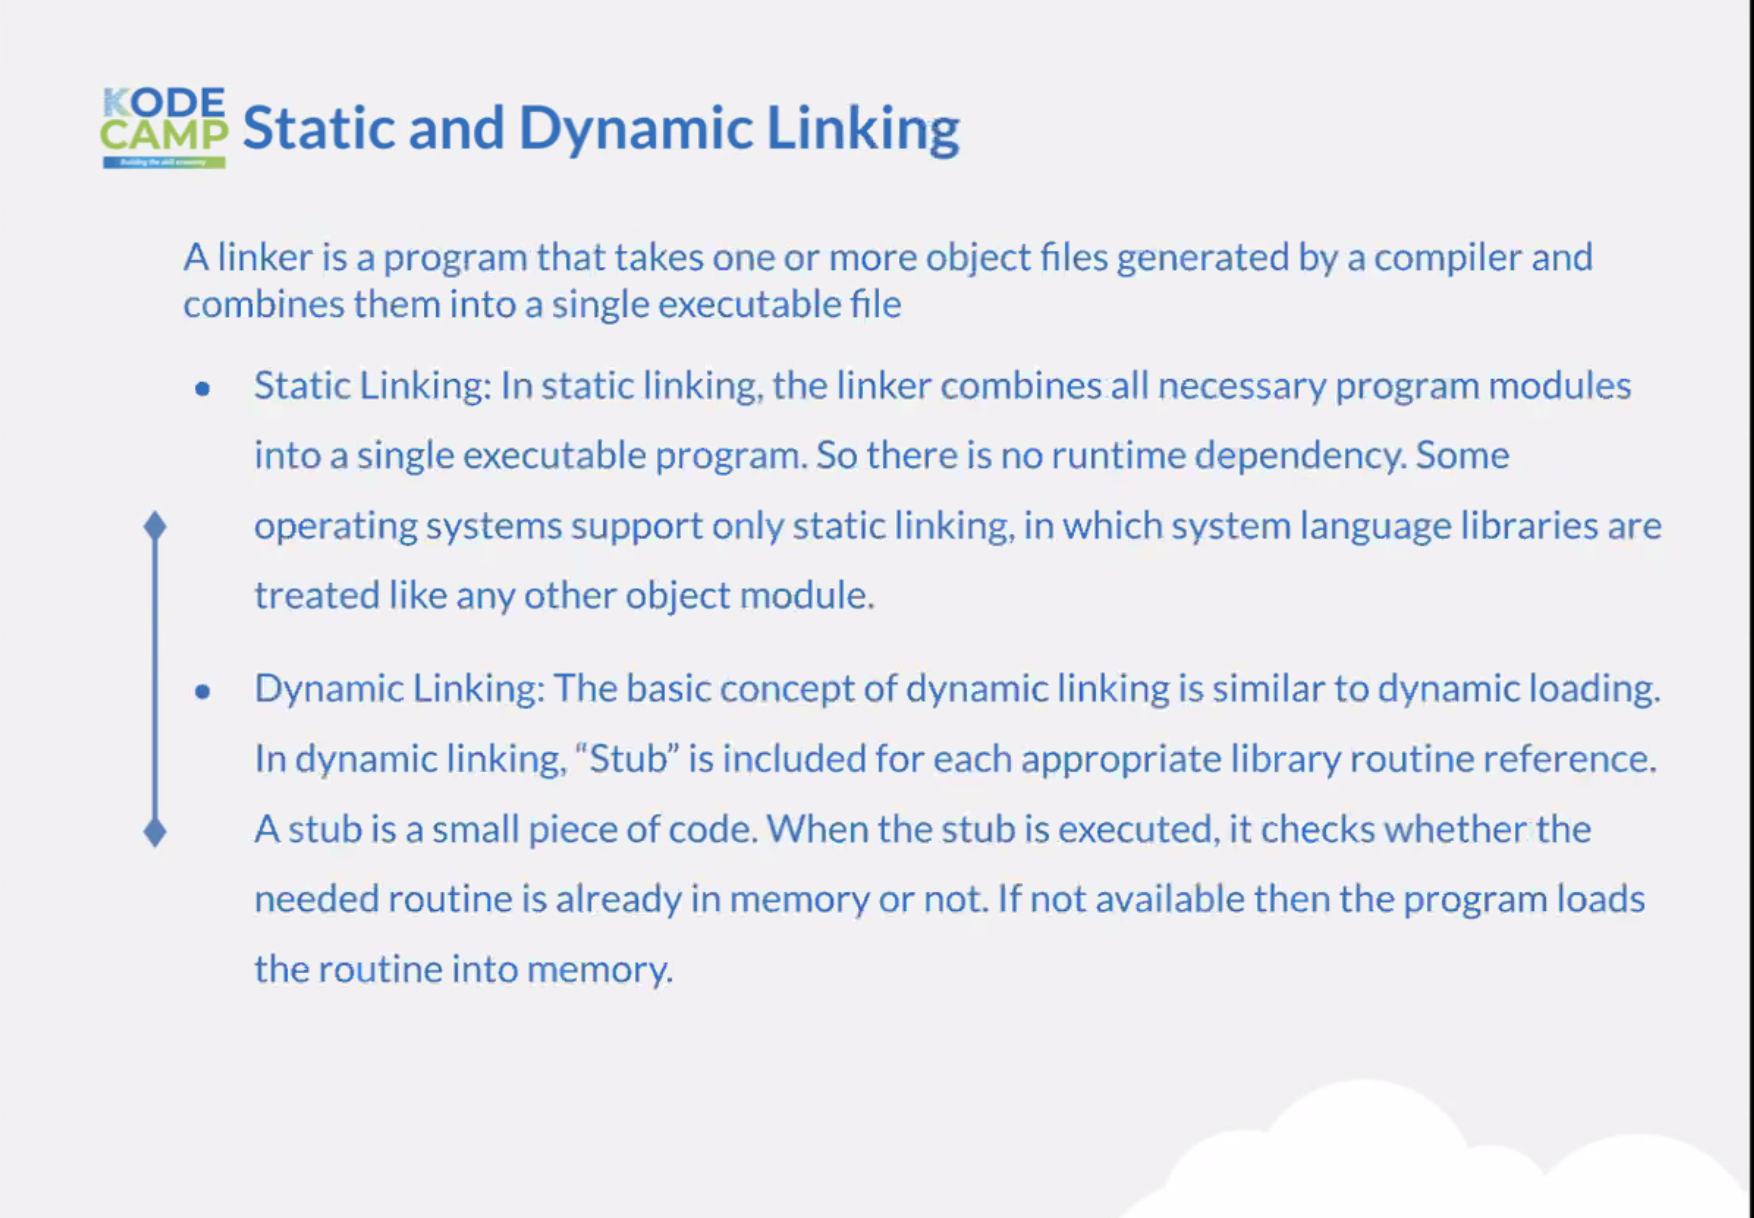 KODE
CAMP
Building the skill economy
Static and Dynamic Linking
A linker is a program that takes one or more object files generated by a compiler and
combines them into a single executable file
Static Linking: In static linking, the linker combines all necessary program modules
into a single executable program. So there is no runtime dependency. Some
operating systems support only static linking, in which system language libraries are
treated like any other object module.
Dynamic Linking: The basic concept of dynamic linking is similar to dynamic loading.
In dynamic linking, “Stub” is included for each appropriate library routine reference.
A stub is a small piece of code. When the stub is executed, it checks whether the
needed routine is already in memory or not. If not available then the program loads
the routine into memory.